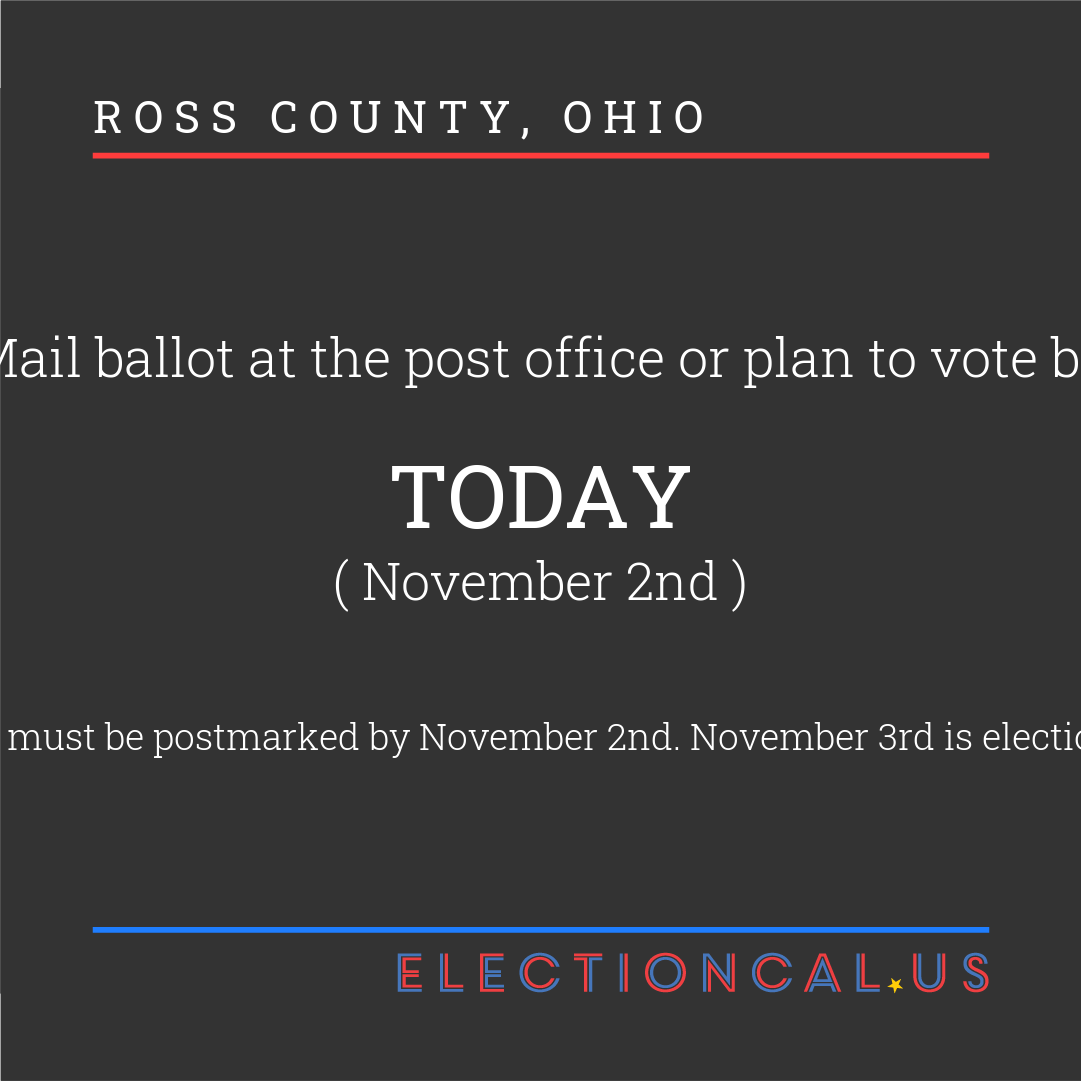 ROSS COUNTY, OHIO
Mail ballot at the post office or plan to vote b
TODAY
( November 2nd )
must be postmarked by November 2nd. November 3rd is electio
ELECTIONCAL.US